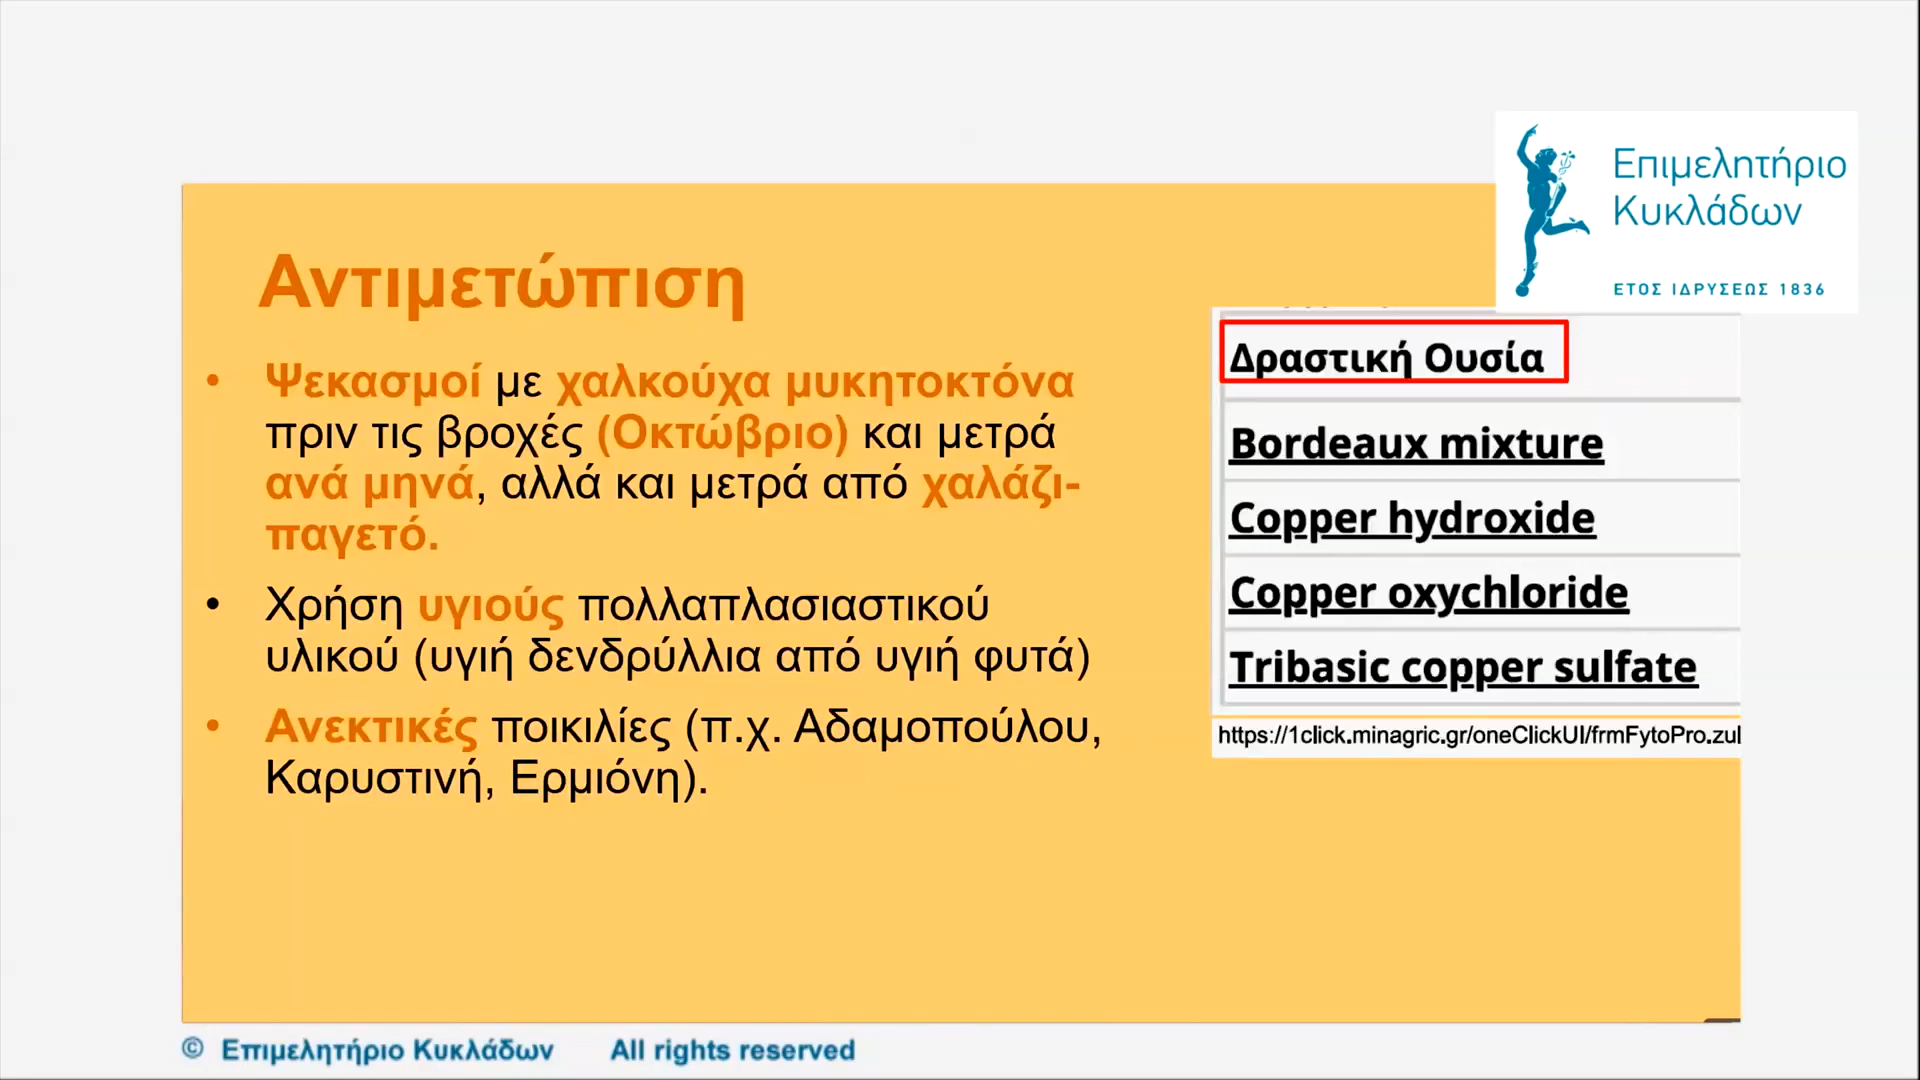 Επιμελητήριο
Κυκλάδων
ΕΤΟΣ ΙΔΡΥΣΕΩΣ 1836
Αντιμετώπιση
• Ψεκασμοί με χαλκούχα μυκητοκτόνα
πριν τις βροχές (Οκτώβριο) και μετρά
ανά μηνά, αλλά και μετρά από χαλάζι-
παγετό.
• Χρήση υγιούς πολλαπλασιαστικού
υλικού (υγιή δενδρύλλια από υγιή φυτά)
• Ανεκτικές ποικιλίες (π.χ. Αδαμοπούλου,
Καρυστινή, Ερμιόνη).
Δραστική Ουσία
Bordeaux mixture
Copper hydroxide
Copper oxychloride
Tribasic copper sulfate
https://1click.minagric.gr/oneClickUI/frmFytoPro.zul
© Επιμελητήριο Κυκλάδων All rights reserved